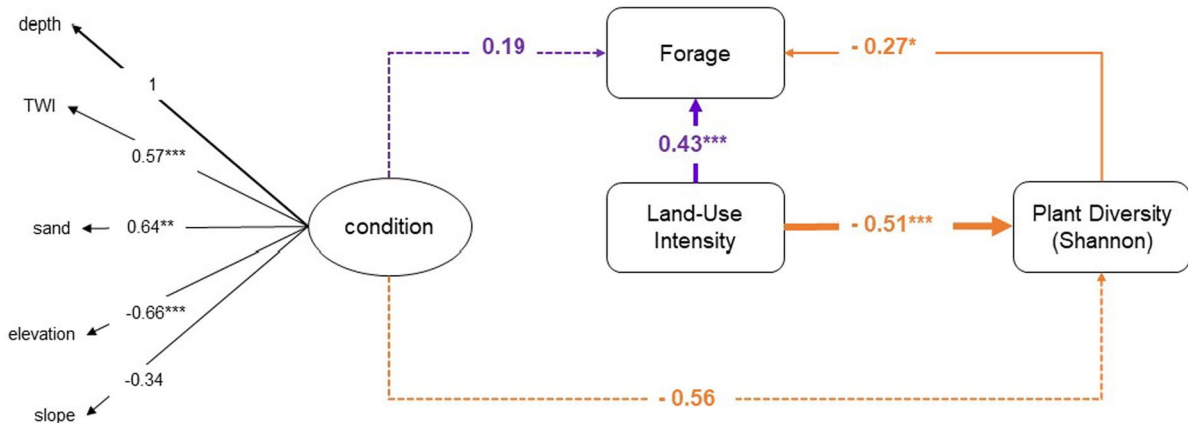 depth
1
TWI
0.57***
sand
0.64**
elevation
-0.66***
slope
-0.34
condition
0.19
Forage
- 0.27*
0.43***
Land-Use
Intensity
- 0.51***
Plant Diversity
(Shannon)
- 0.56